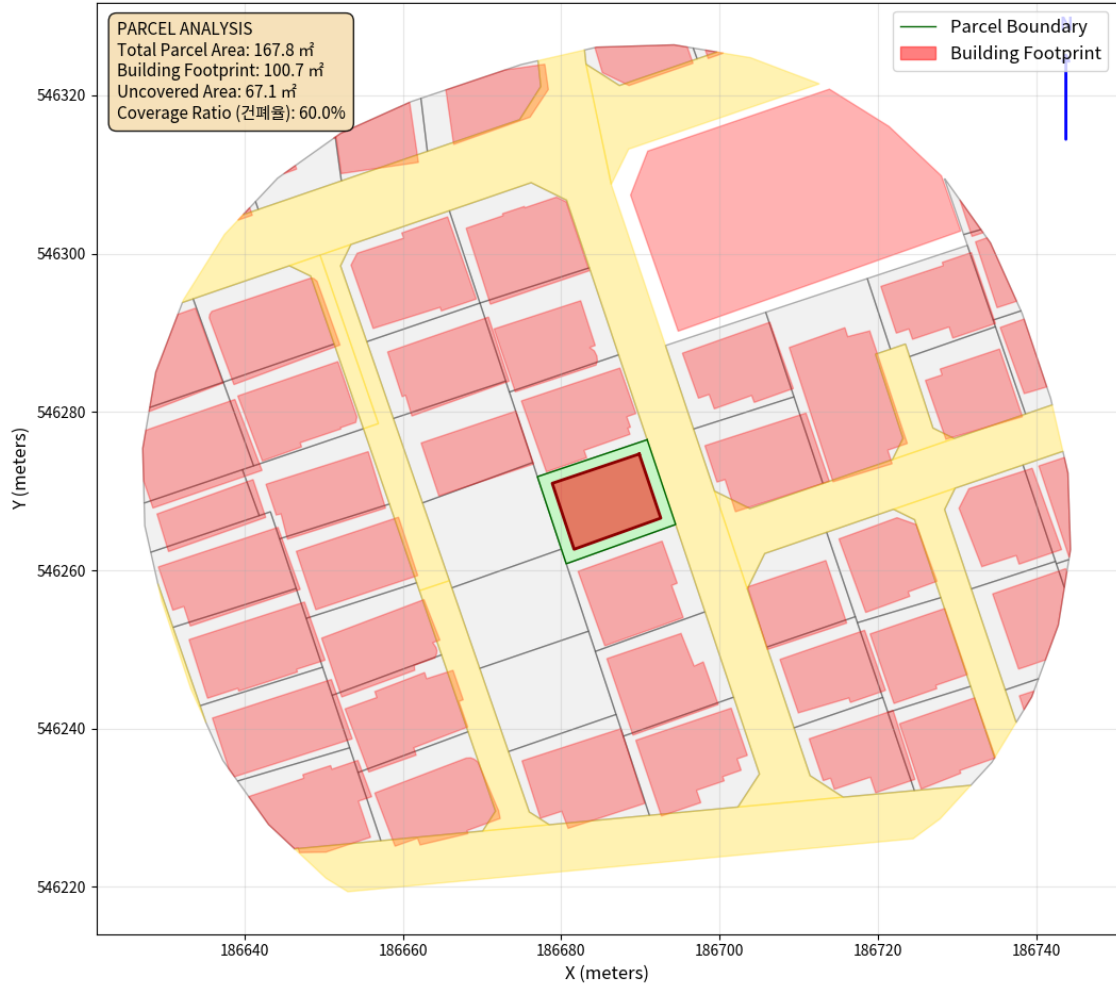 PARCEL ANALYSIS
Total Parcel Area: 167.8 ㎡
Building Footprint: 100.7 ㎡
Uncovered Area: 67.1 ㎡
Coverage Ratio (건폐율): 60.0%
Parcel Boundary
Building Footprint
N
546320
546300
546280
546260
546240
546220
Y (meters)
186640
186660
186680
186700
186720
186740
X (meters)